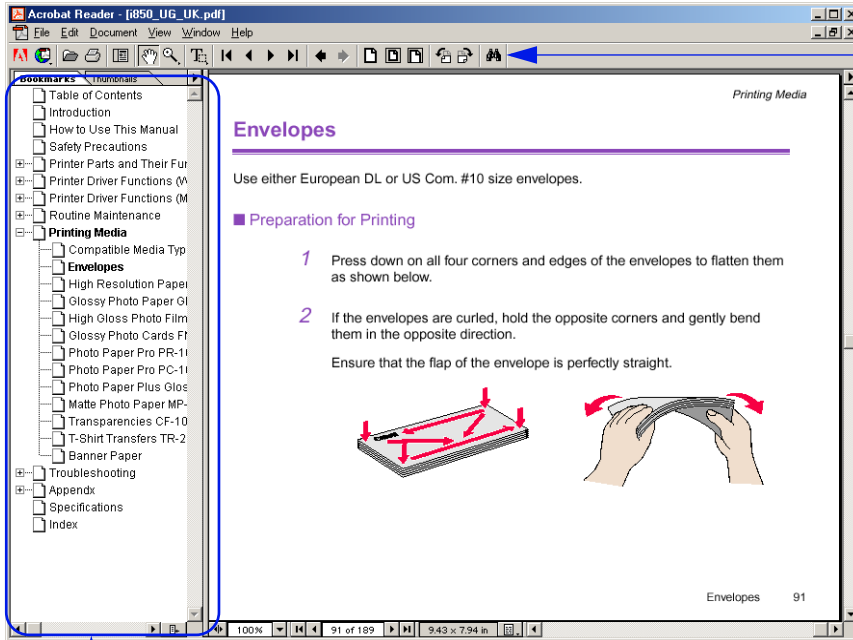 Acrobat Reader - [i850_UG_UK.pdf]
File Edit Document View Window Help
Bookmarks Thumbnails
Table of Contents
Introduction
How to Use This Manual
Safety Precautions
Printer Parts and Their Fur
Printer Driver Functions (W
Printer Driver Functions (M
Routine Maintenance
Printing Media
Compatible Media Typ
Envelopes
High Resolution Paper
Glossy Photo Paper Gl
High Gloss Photo Film
Glossy Photo Cards FM
Photo Paper Pro PR-10
Photo Paper Pro PC-10
Photo Paper Plus Glos
Matte Photo Paper MP-
Transparencies CF-10
T-Shirt Transfers TR-2
Banner Paper
Troubleshooting
Appendx
Specifications
Index
Printing Media
Envelopes
Use either European DL or US Com. #10 size envelopes.
Preparation for Printing
1 Press down on all four corners and edges of the envelopes to flatten them
as shown below.
2 If the envelopes are curled, hold the opposite corners and gently bend
them in the opposite direction.
Ensure that the flap of the envelope is perfectly straight.
Canon
Envelopes 91
100% 91 of 189 9.43 x 7.94 in